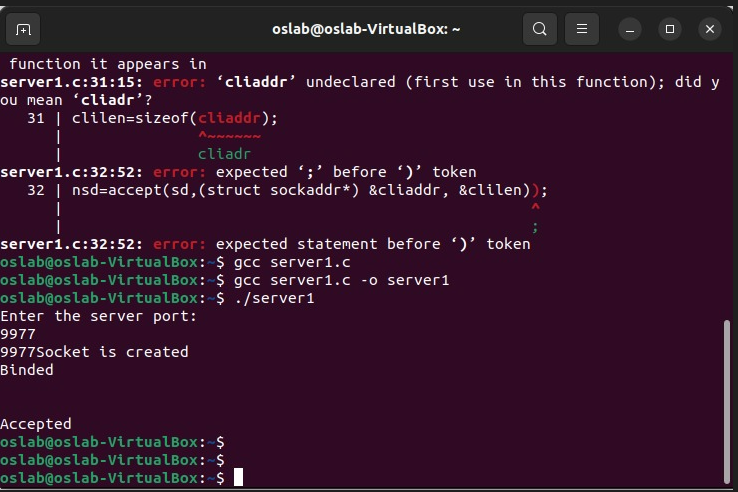 oslab@oslab-VirtualBox: ~
function it appears in
server1.c:31:15: error: ‘cliaddr’ undeclared (first use in this function); did y
ou mean ‘cliadr’?
   31 | clilen=sizeof(cliaddr);
      |               ^~~~~~~
      |               cliadr
server1.c:32:52: error: expected ‘;’ before ‘)’ token
   32 | nsd=accept(sd,(struct sockaddr*) &cliaddr, &clilen));
      |                                                    ^
      |                                                    ;
server1.c:32:52: error: expected statement before ‘)’ token
oslab@oslab-VirtualBox:~$ gcc server1.c
oslab@oslab-VirtualBox:~$ gcc server1.c -o server1
oslab@oslab-VirtualBox:~$ ./server1
Enter the server port:
9977
9977Socket is created
Binded
Accepted
oslab@oslab-VirtualBox:~$
oslab@oslab-VirtualBox:~$
oslab@oslab-VirtualBox:~$